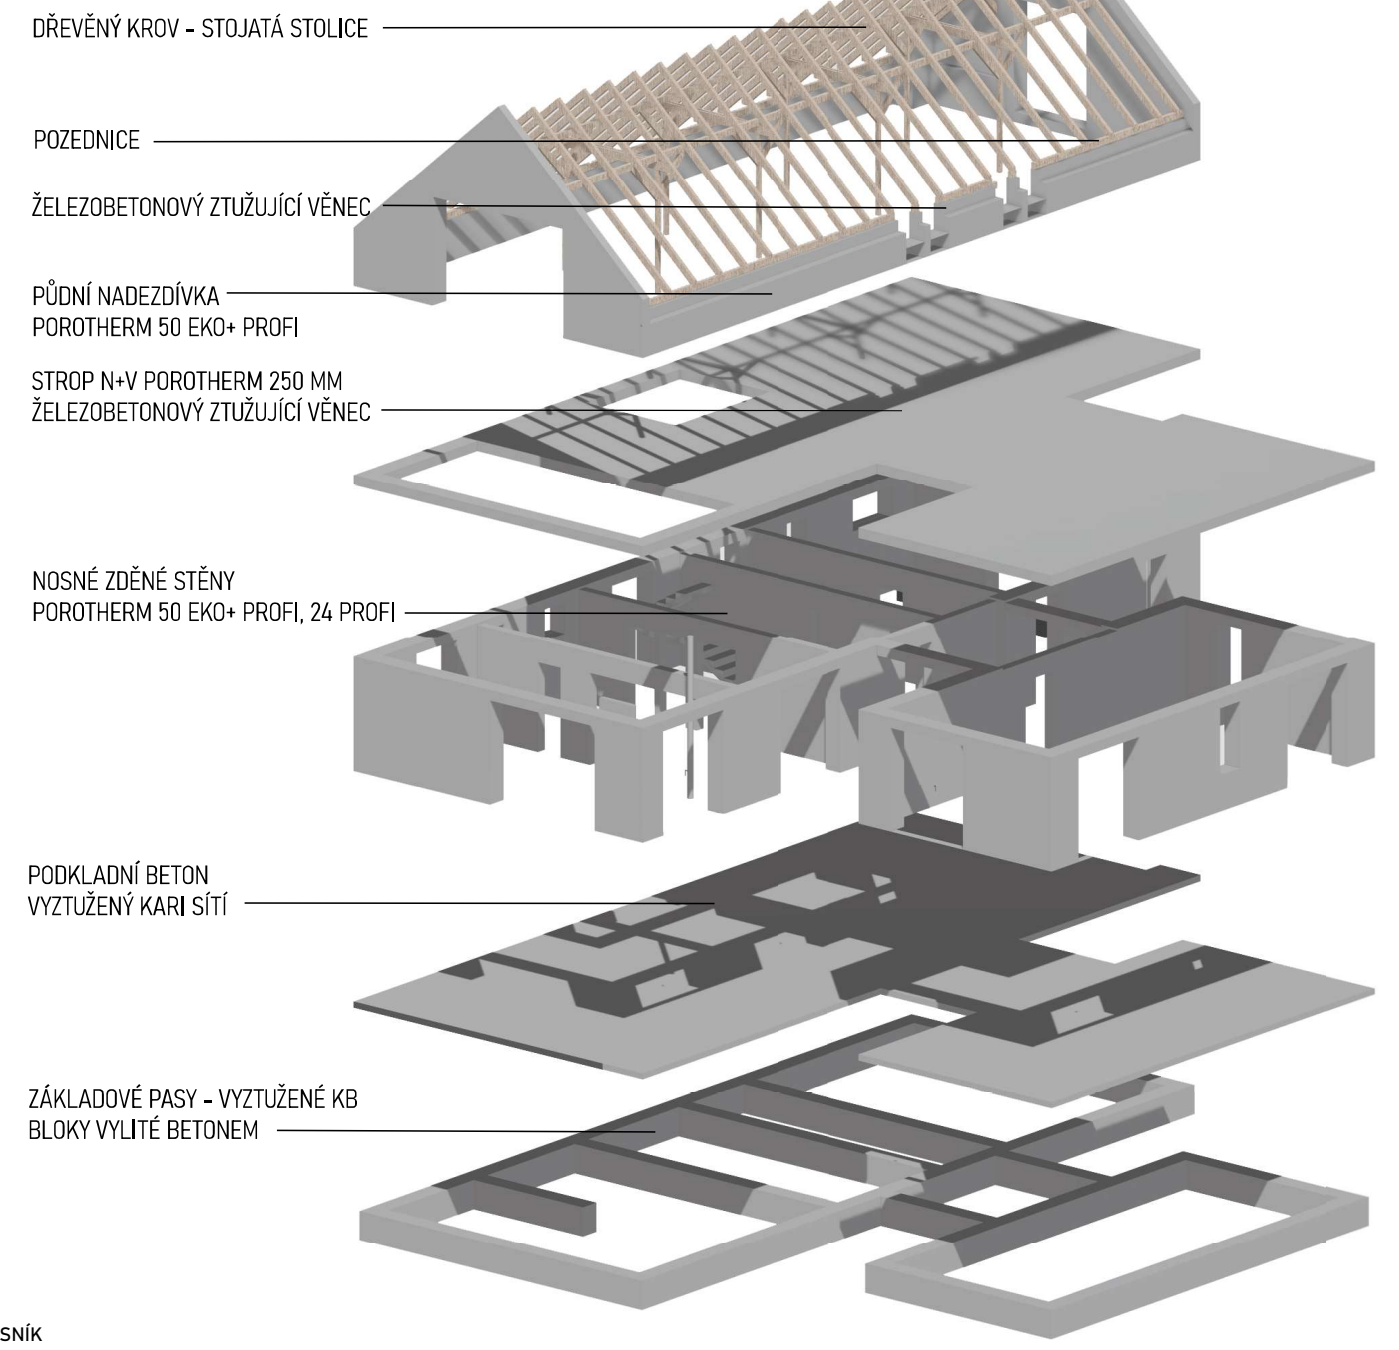 DŘEVĚNÝ KROV - STOJATÁ STOLICE
POZEDNICE
ŽELEZOBETONOVÝ ZTUŽUJÍCÍ VĚNEC
PŮDNÍ NADEZDÍVKA
POROTHERM 50 EKO+ PROFI
STROP N+V POROTHERM 250 MM
ŽELEZOBETONOVÝ ZTUŽUJÍCÍ VĚNEC
NOSNÉ ZDĚNÉ STĚNY
POROTHERM 50 EKO+ PROFI, 24 PROFI
PODKLADNÍ BETON
VYZTUŽENÝ KARI SÍTÍ
ZÁKLADOVÉ PASY - VYZTUŽENÉ KB
BLOKY VYLITÉ BETONEM
SNÍK